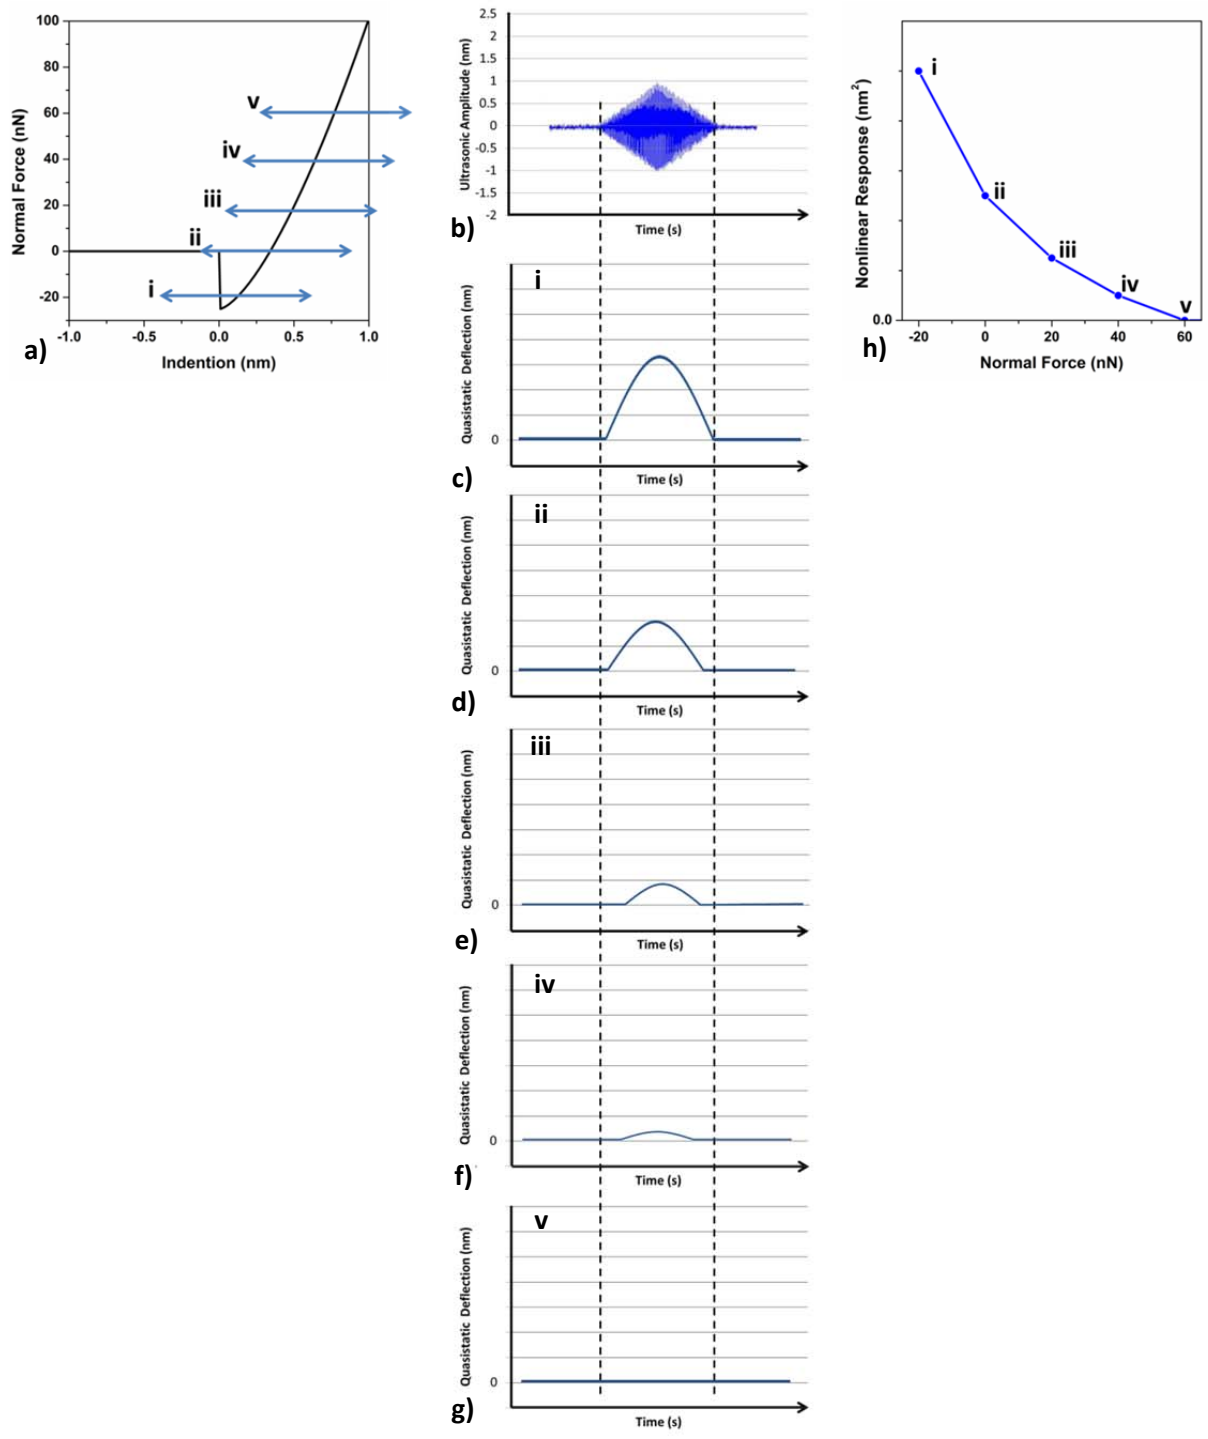 100
80
60
40
20
0
-20
Normal Force (nN)
v
iv
iii
ii
i
-1.0 -0.5 0.0 0.5 1.0
Indention (nm)
a)
2.5
2
1.5
1
0.5
0
-0.5
-1
-1.5
-2
Ultrasonic Amplitude (nm)
Time (s)
b)
i
Quasistatic Deflection (nm)
0
Time (s)
c)
ii
Quasistatic Deflection (nm)
0
Time (s)
d)
iii
Quasistatic Deflection (nm)
0
Time (s)
e)
iv
Quasistatic Deflection (nm)
0
Time (s)
f)
v
Quasistatic Deflection (nm)
0
Time (s)
g)
Nonlinear Response (nm²)
i
ii
iii
iv
v
0.0
-20 0 20 40 60
Normal Force (nN)
h)